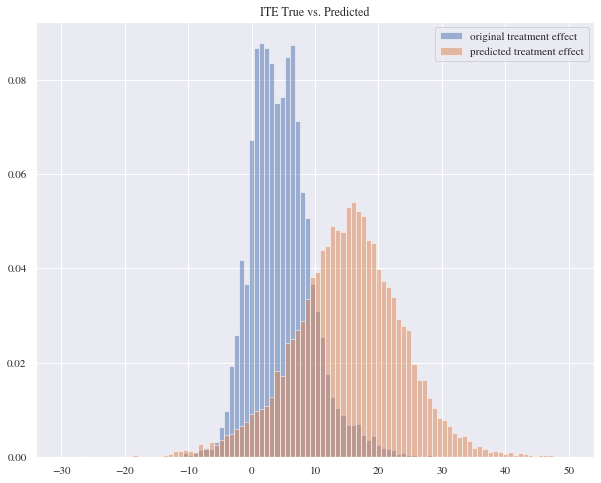 ITE True vs. Predicted
original treatment effect
predicted treatment effect
0.08
0.06
0.04
0.02
0.00
−30 −20 −10 0 10 20 30 40 50